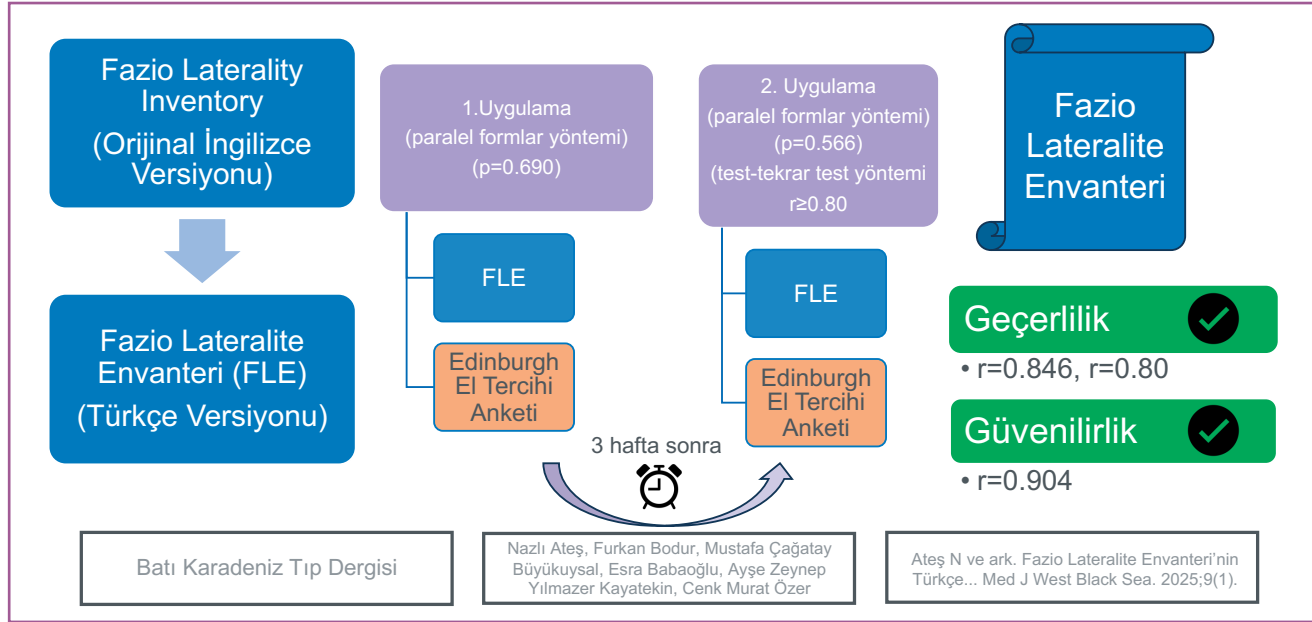 Fazio Laterality
Inventory
(Orijinal İngilizce
Versiyonu)
Fazio Lateralite
Envanteri (FLE)
(Türkçe Versiyonu)
1.Uygulama
(paralel formlar yöntemi)
(p=0.690)
FLE
Edinburgh
El Tercihi
Anketi
3 hafta sonra
2. Uygulama
(paralel formlar yöntemi)
(p=0.566)
(test-tekrar test yöntemi
r≥0.80
FLE
Edinburgh
El Tercihi
Anketi
Fazio
Lateralite
Envanteri
Geçerlilik
• r=0.846, r=0.80
Güvenilirlik
• r=0.904
Batı Karadeniz Tıp Dergisi
Nazlı Ateş, Furkan Bodur, Mustafa Çağatay
Büyükuysal, Esra Babaoğlu, Ayşe Zeynep
Yılmazer Kayatekin, Cenk Murat Özer
Ateş N ve ark. Fazio Lateralite Envanteri’nin
Türkçe... Med J West Black Sea. 2025;9(1).